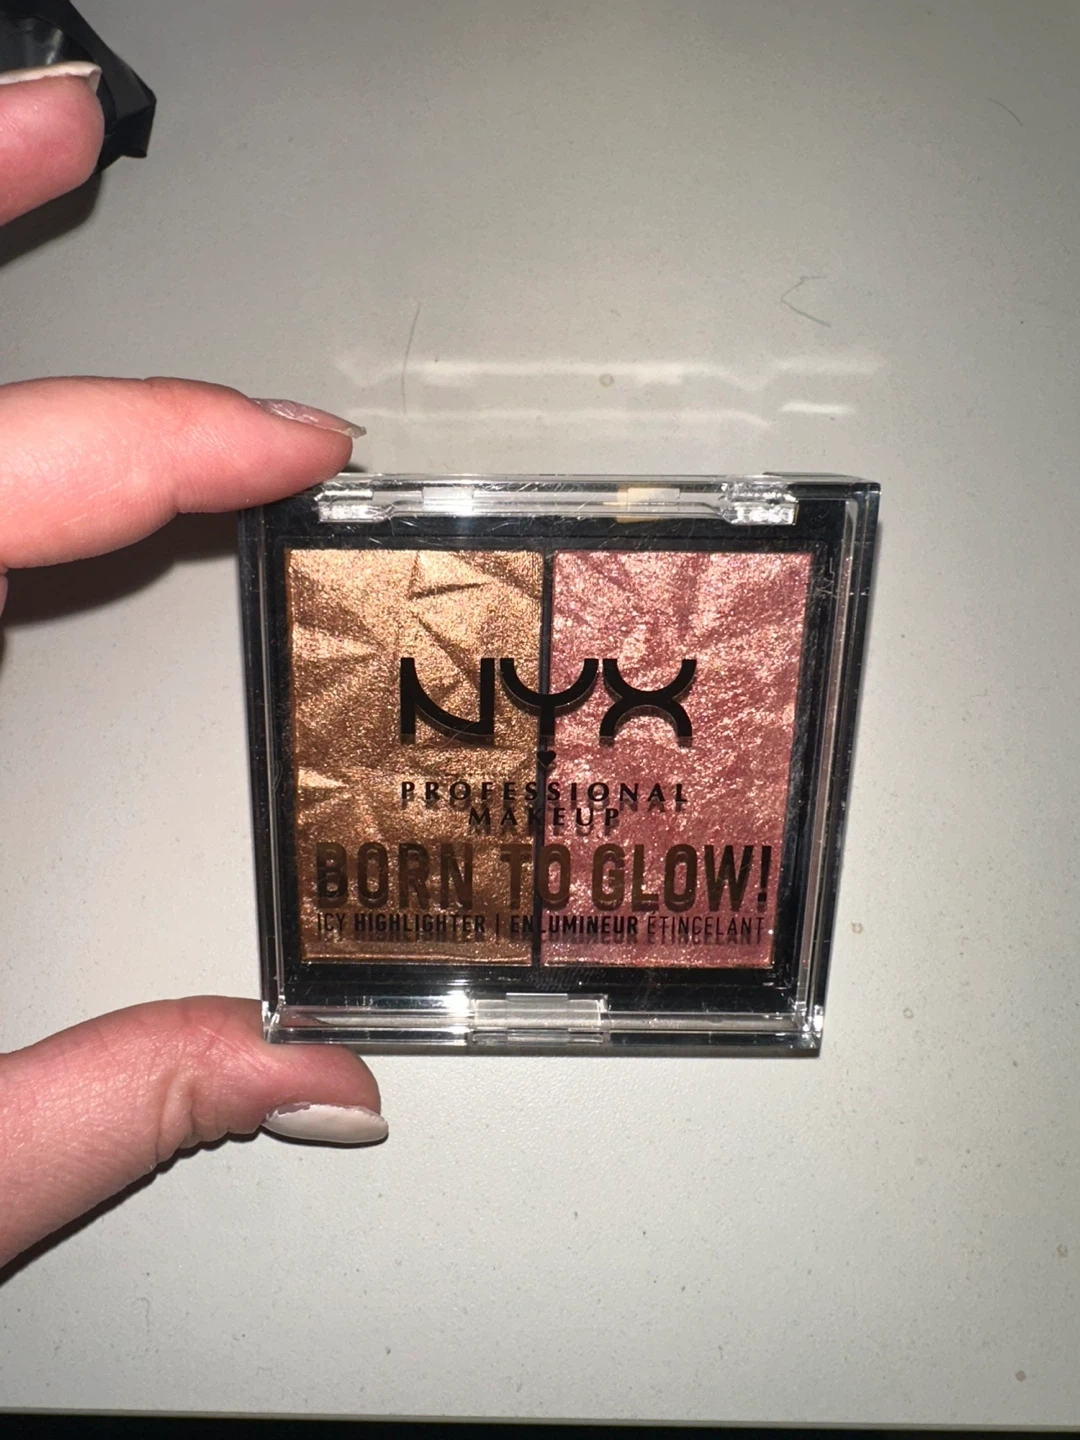 NYX
PROFESSIONAL
MAKEUP
BORN TO GLOW!
ICY HIGHLIGHTER | ENLUMINEUR ÉTINCELANT